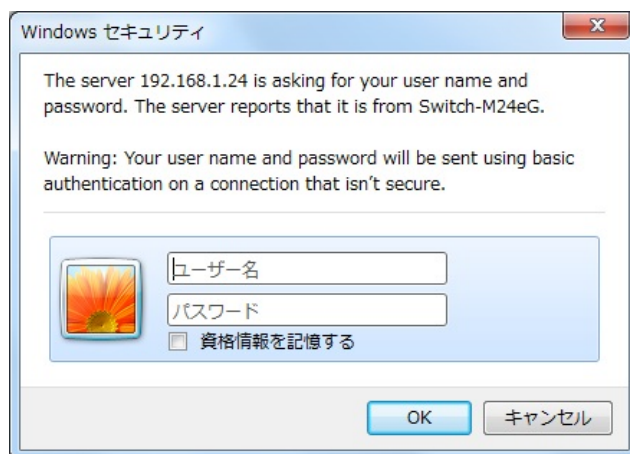 Windows セキュリティ
The server 192.168.1.24 is asking for your user name and
password. The server reports that it is from Switch-M24eG.
Warning: Your user name and password will be sent using basic
authentication on a connection that isn't secure.
ユーザー名
パスワード
資格情報を記憶する
OK
キャンセル